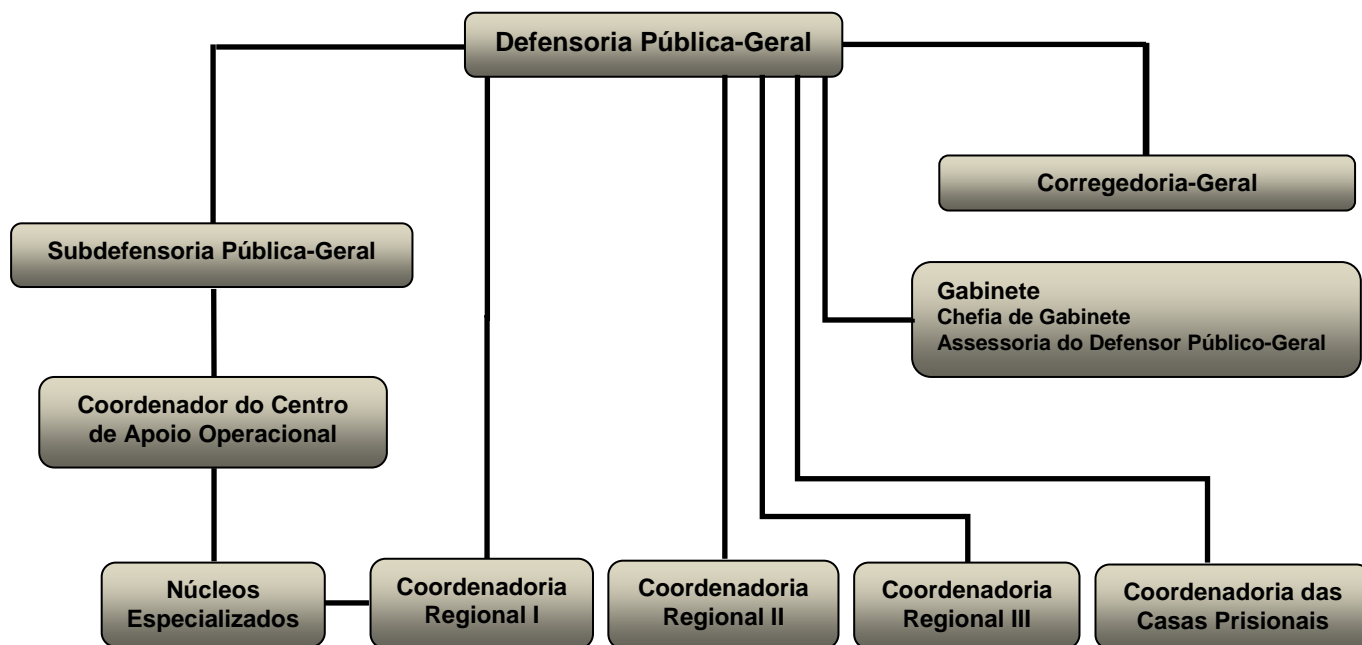 Defensoria Pública-Geral
Corregedoria-Geral
Subdefensoria Pública-Geral
Gabinete
Chefia de Gabinete
Assessoria do Defensor Público-Geral
Coordenador do Centro
de Apoio Operacional
Núcleos
Especializados
Coordenadoria
Regional I
Coordenadoria
Regional II
Coordenadoria
Regional III
Coordenadoria das
Casas Prisionais